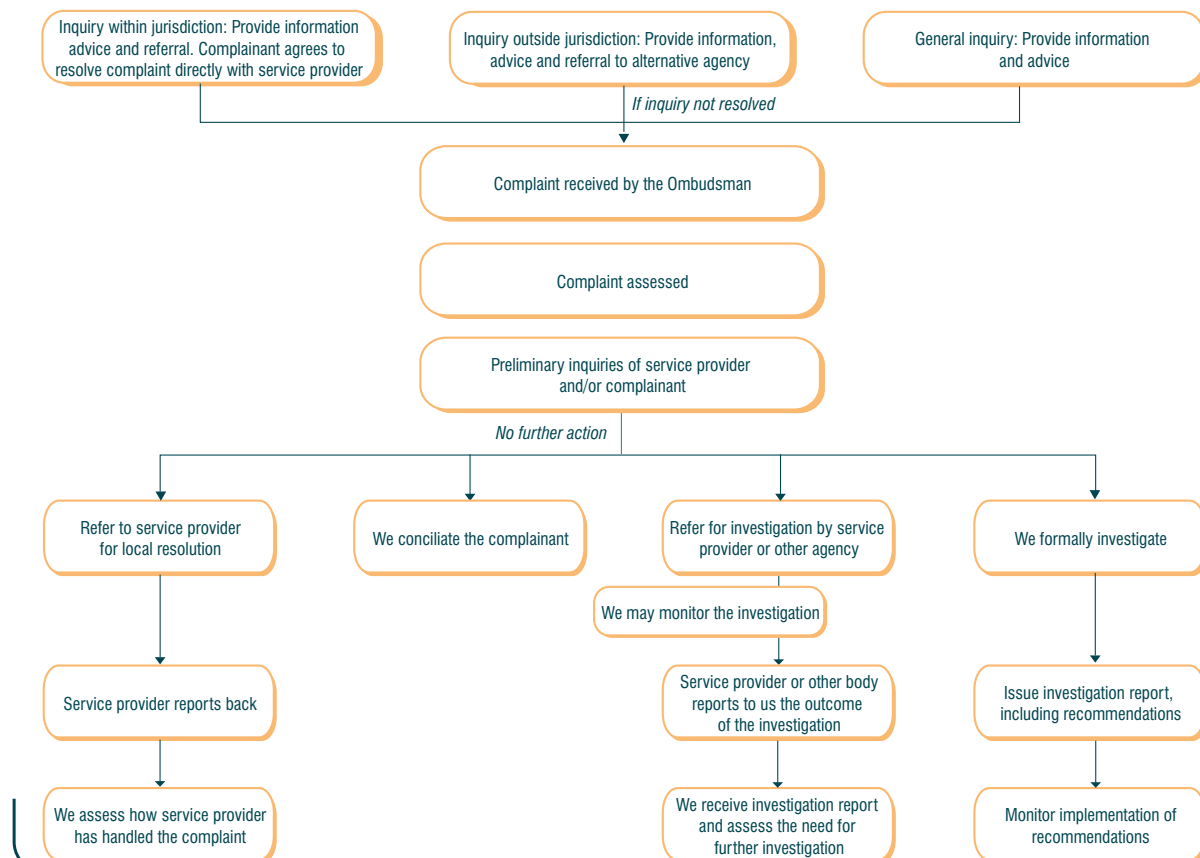 Inquiry within jurisdiction: Provide information
advice and referral. Complainant agrees to
resolve complaint directly with service provider
Inquiry outside jurisdiction: Provide information,
advice and referral to alternative agency
General inquiry: Provide information
and advice
If inquiry not resolved
Complaint received by the Ombudsman
Complaint assessed
Preliminary inquiries of service provider
and/or complainant
No further action
Refer to service provider
for local resolution
We conciliate the complainant
Refer for investigation by service
provider or other agency
We formally investigate
We may monitor the investigation
Service provider reports back
Service provider or other body
reports to us the outcome
of the investigation
Issue investigation report,
including recommendations
We assess how service provider
has handled the complaint
We receive investigation report
and assess the need for
further investigation
Monitor implementation of
recommendations